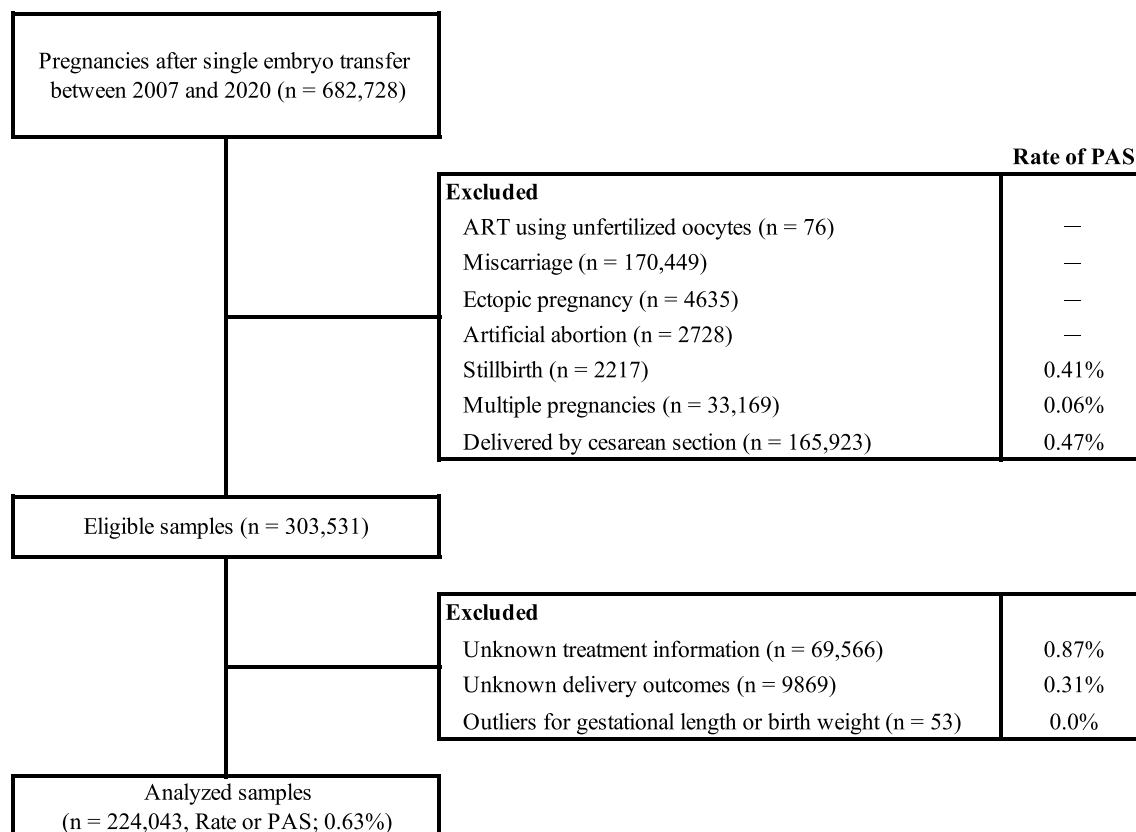 Pregnancies after single embryo transfer
between 2007 and 2020 (n = 682,728)
Rate of PAS
Excluded
ART using unfertilized oocytes (n = 76) —
Miscarriage (n = 170,449) —
Ectopic pregnancy (n = 4635) —
Artificial abortion (n = 2728) —
Stillbirth (n = 2217) 0.41%
Multiple pregnancies (n = 33,169) 0.06%
Delivered by cesarean section (n = 165,923) 0.47%
Eligible samples (n = 303,531)
Excluded
Unknown treatment information (n = 69,566) 0.87%
Unknown delivery outcomes (n = 9869) 0.31%
Outliers for gestational length or birth weight (n = 53) 0.0%
Analyzed samples
(n = 224,043, Rate or PAS; 0.63%)